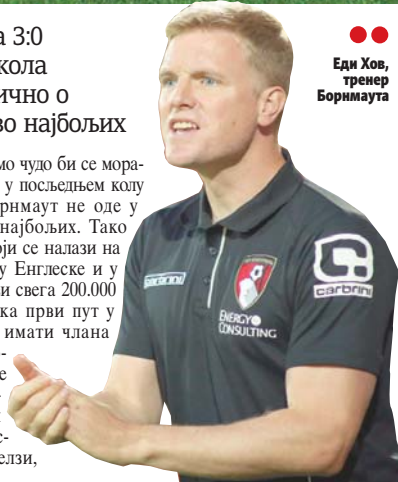 а 3:0
кола
ично о
во најбољих
мо чудо би се мора-
у посљедњем колу
рнмаут не оде у
најбољих. Тако
оји се налази на
у Енглеске и у
и свега 200.000
ка први пут у
имати члана
-
е
-
с-
елзи,
Еди Хов,
тренер
Борнмаута
carbrini
carbrini
ENERGY
CONSULTING